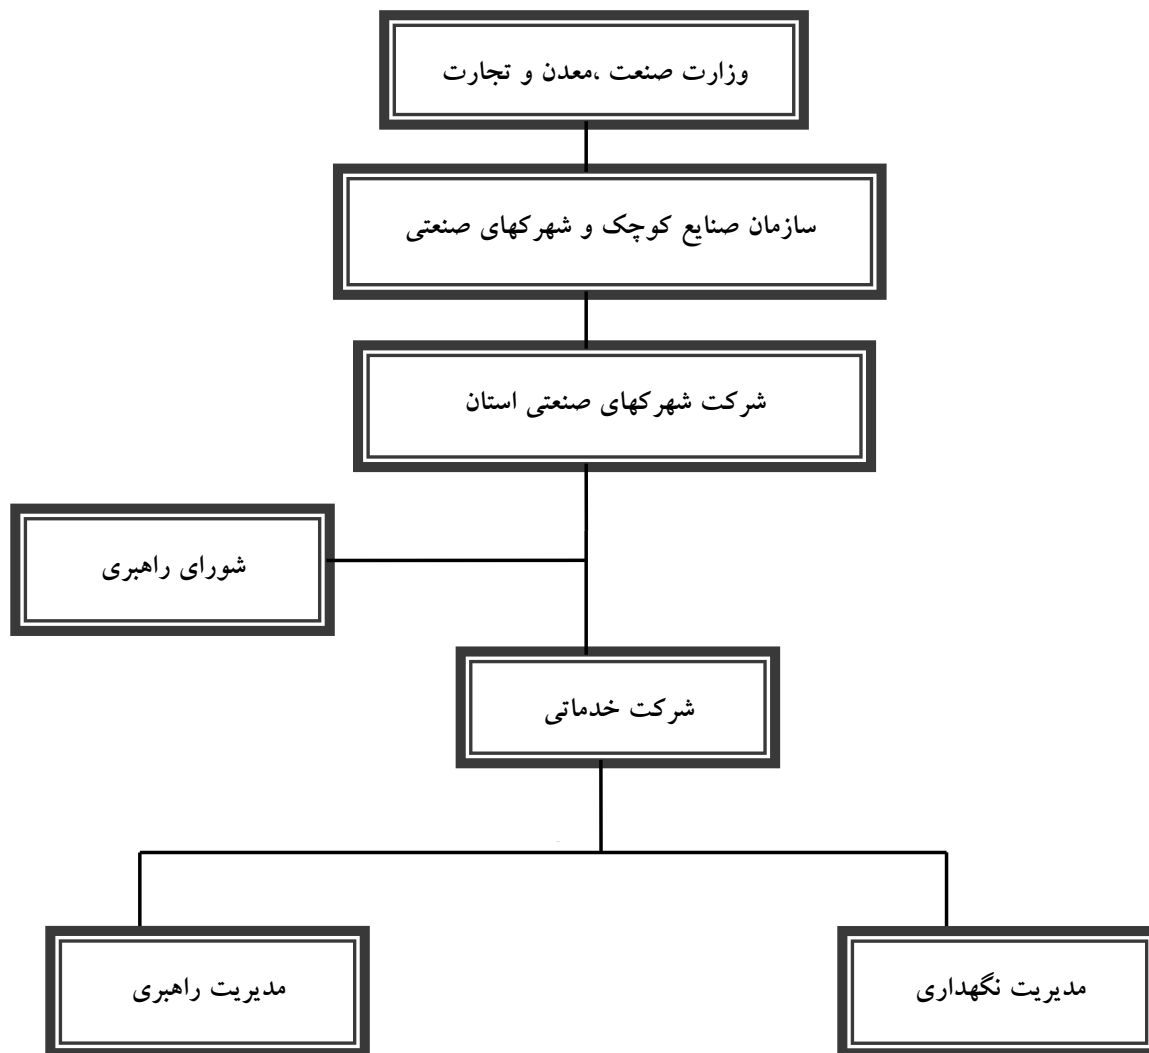 وزارت صنعت ،معدن و تجارت
سازمان صنایع کوچک و شهرکهای صنعتی
شرکت شهرکهای صنعتی استان
شورای راهبری
شرکت خدماتی
مدیریت نگهداری
مدیریت راهبری